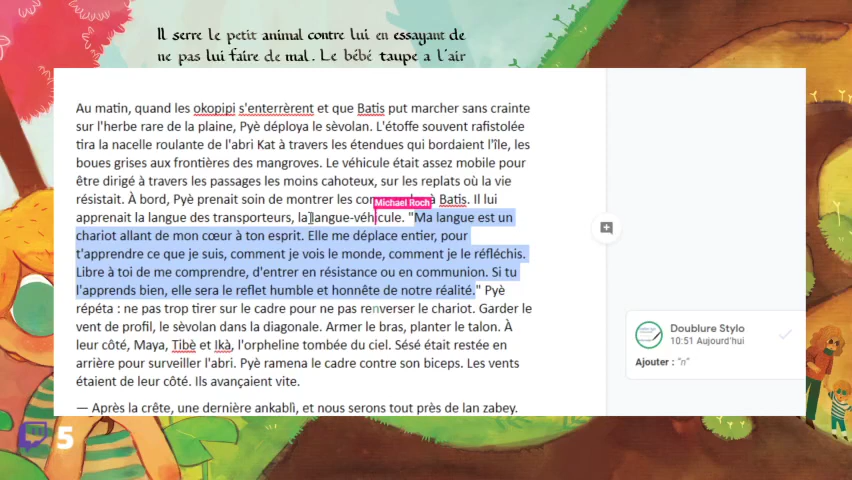 Il serre le petit animal contre lui en essayant de
ne pas lui faire de mal. Le bébé taupe a l'air
Au matin, quand les okopipi s'enterrèrent et que Batis put marcher sans crainte
sur l'herbe rare de la plaine, Pyè déploya le sèvolan. L'étoffe souvent rafistolée
tira la nacelle roulante de l'abri Kat à travers les étendues qui bordaient l'île, les
boues grises aux frontières des mangroves. Le véhicule était assez mobile pour
être dirigé à travers les passages les moins cahoteux, sur les replats où la vie
résistait. À bord, Pyè prenait soin de montrer les à Batis. Il lui
Michael Roch
apprenait la langue des transporteurs, la langue-véhicule. "Ma langue est un
chariot allant de mon cœur à ton esprit. Elle me déplace entier, pour
t'apprendre ce que je suis, comment je vois le monde, comment je le réfléchis.
Libre à toi de me comprendre, d'entrer en résistance ou en communion. Si tu
l'apprends bien, elle sera le reflet humble et honnête de notre réalité." Pyè
répéta : ne pas trop tirer sur le cadre pour ne pas renverser le chariot. Garder le
vent de profil, le sèvolan dans la diagonale. Armer le bras, planter le talon. À
leur côté, Maya, Tibè et Ikà, l'orpheline tombée du ciel. Sésé était restée en
arrière pour surveiller l'abri. Pyè ramena le cadre contre son biceps. Les vents
étaient de leur côté. Ils avançaient vite.
— Après la crête, une dernière ankabli, et nous serons tout près de lan zabey.
Doublure Stylo
10:51 Aujourd'hui
Ajouter : "n"
5